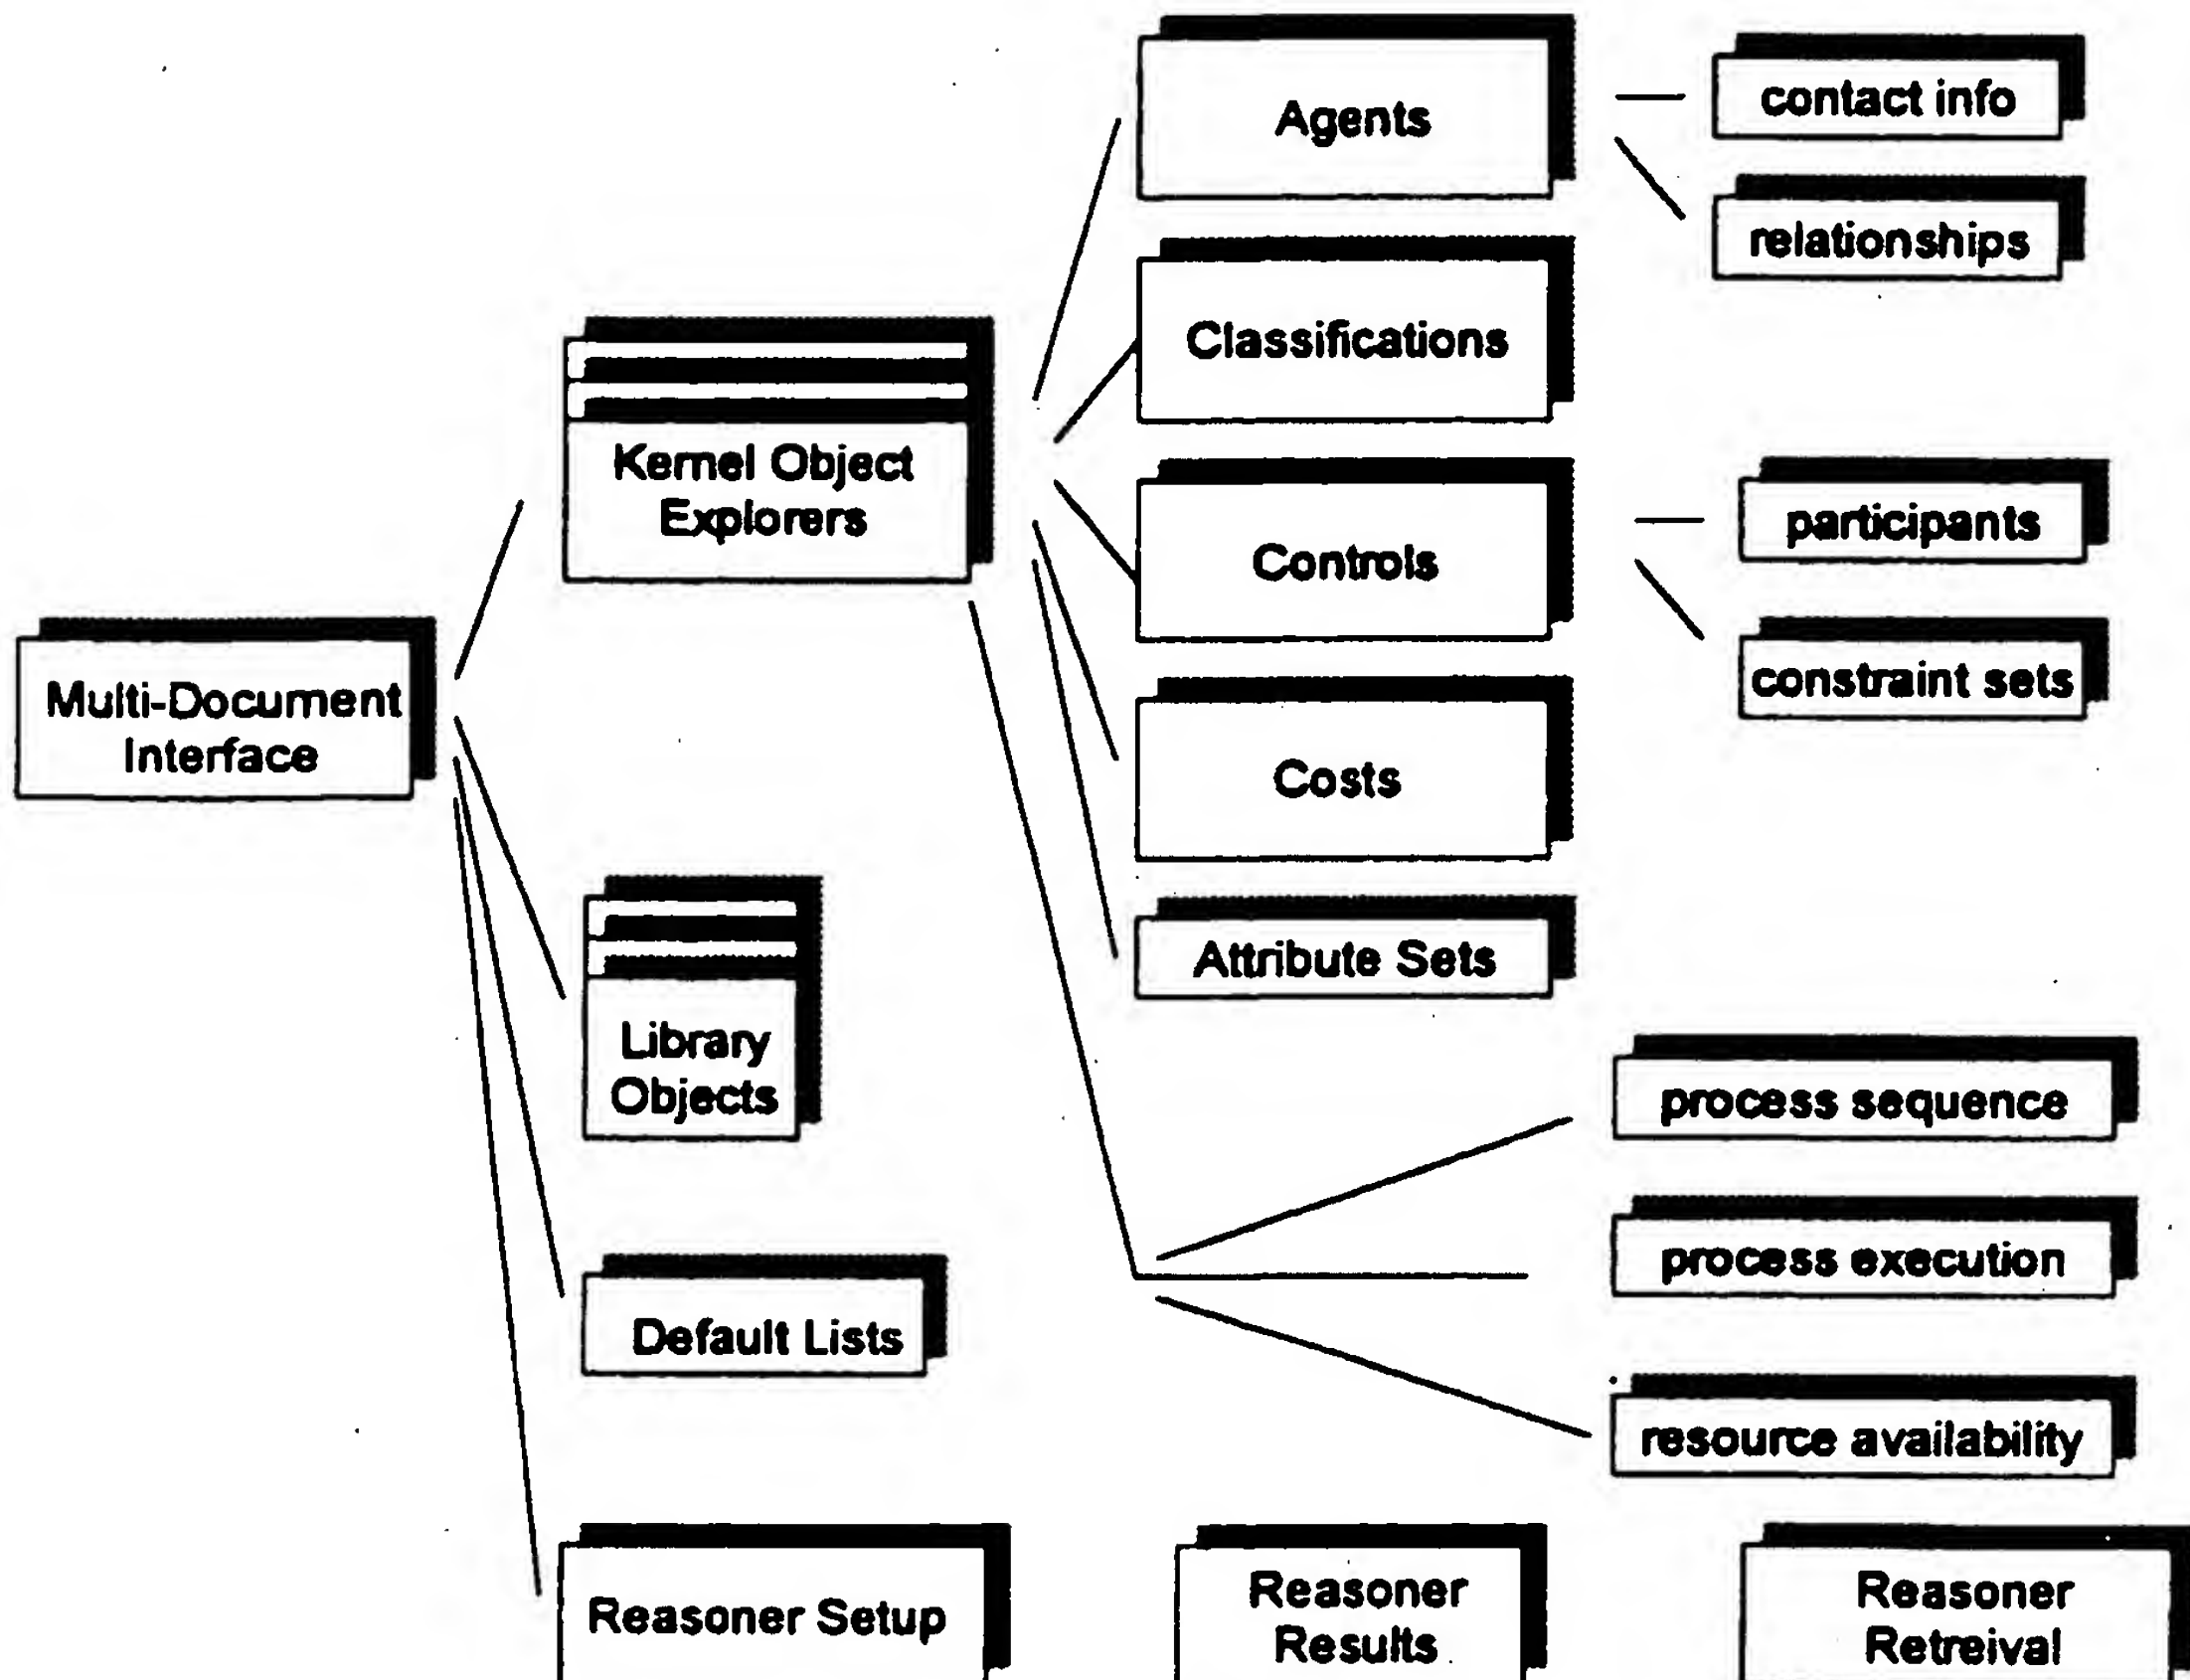 Agents
contact info
relationships
Classifications
Kernel Object
Explorers
Controls
participants
constraint sets
Multi-Document
Interface
Costs
Attribute Sets
Library
Objects
process sequence
process execution
Default Lists
resource availability
Reasoner Setup
Reasoner
Results
Reasoner
Retreival